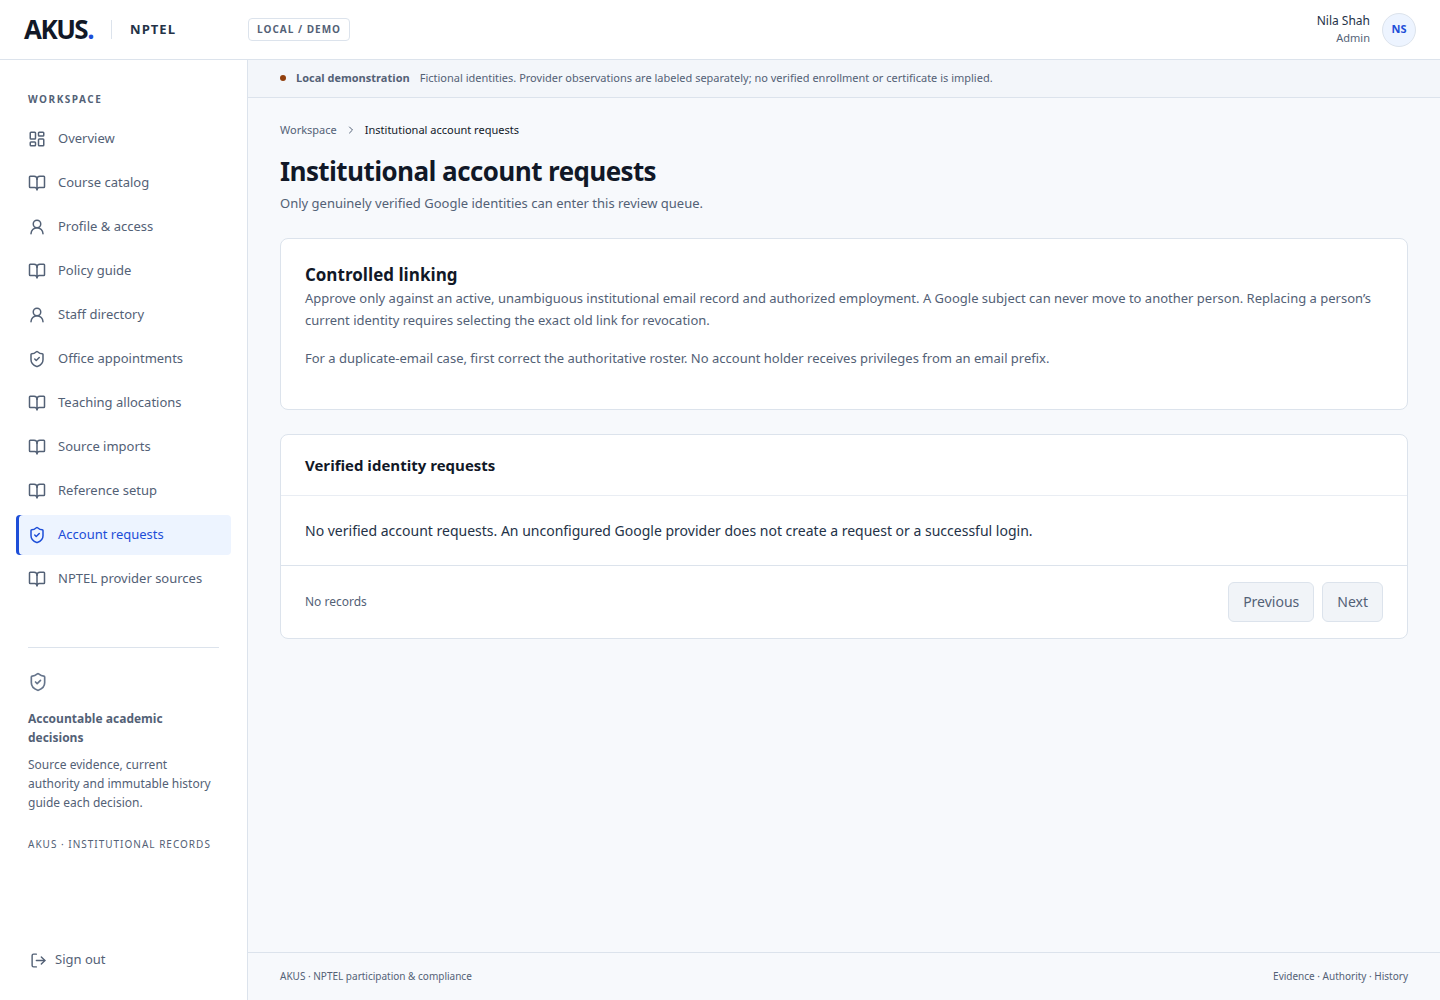 AKUS. NPTEL LOCAL / DEMO Nila Shah
Admin
NS
Local demonstration Fictional identities. Provider observations are labeled separately; no verified enrollment or certificate is implied.
WORKSPACE
Overview
Course catalog
Profile & access
Policy guide
Staff directory
Office appointments
Teaching allocations
Source imports
Reference setup
Account requests
NPTEL provider sources
Accountable academic
decisions
Source evidence, current
authority and immutable history
guide each decision.
AKUS · INSTITUTIONAL RECORDS
Sign out
Workspace Institutional account requests
Institutional account requests
Only genuinely verified Google identities can enter this review queue.
Controlled linking
Approve only against an active, unambiguous institutional email record and authorized employment. A Google subject can never move to another person. Replacing a person’s
current identity requires selecting the exact old link for revocation.
For a duplicate-email case, first correct the authoritative roster. No account holder receives privileges from an email prefix.
Verified identity requests
No verified account requests. An unconfigured Google provider does not create a request or a successful login.
No records Previous Next
AKUS · NPTEL participation & compliance Evidence · Authority · History